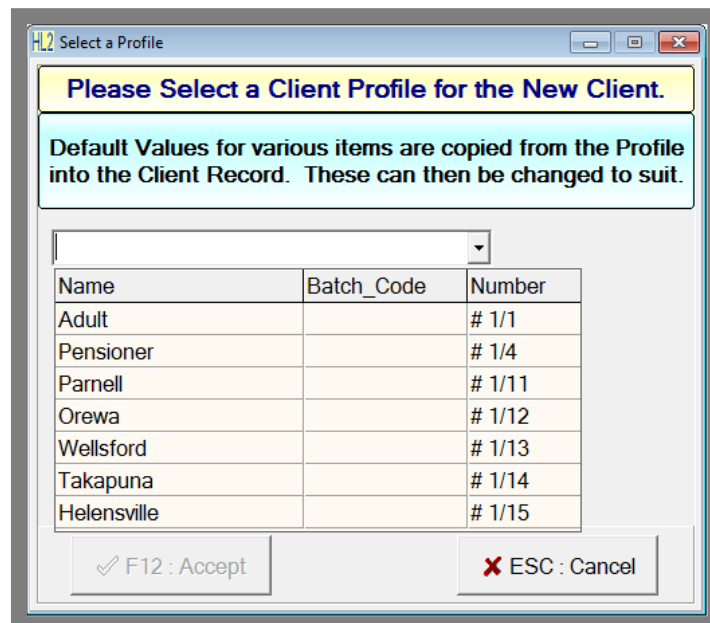 HL2 Select a Profile
Please Select a Client Profile for the New Client.
Default Values for various items are copied from the Profile
into the Client Record. These can then be changed to suit.
Name Batch_Code Number
Adult # 1/1
Pensioner # 1/4
Parnell # 1/11
Orewa # 1/12
Wellsford # 1/13
Takapuna # 1/14
Helensville # 1/15
F12 : Accept ESC : Cancel